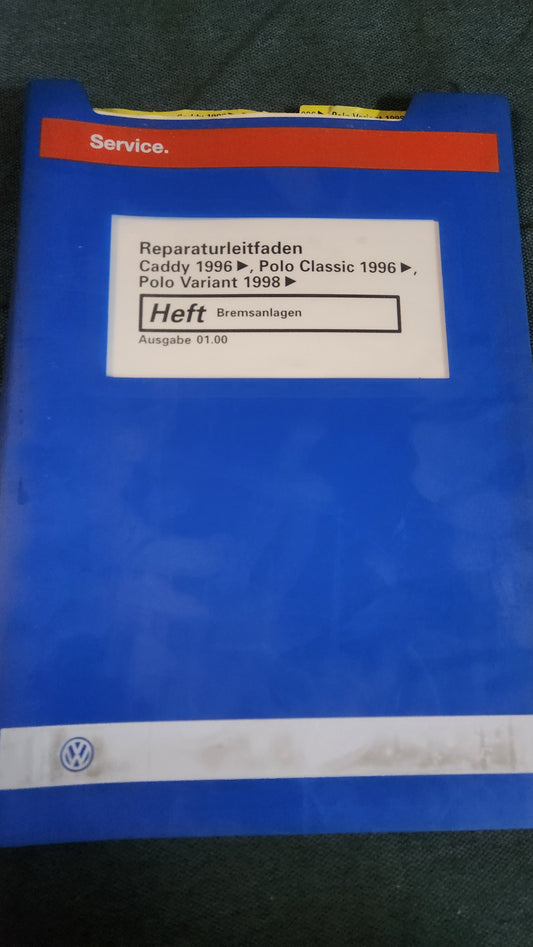 Service.
Reparaturleitfaden
Caddy 1996 ►, Polo Classic 1996 ►,
Polo Variant 1998 ►
Heft Bremsanlagen
Ausgabe 01.00